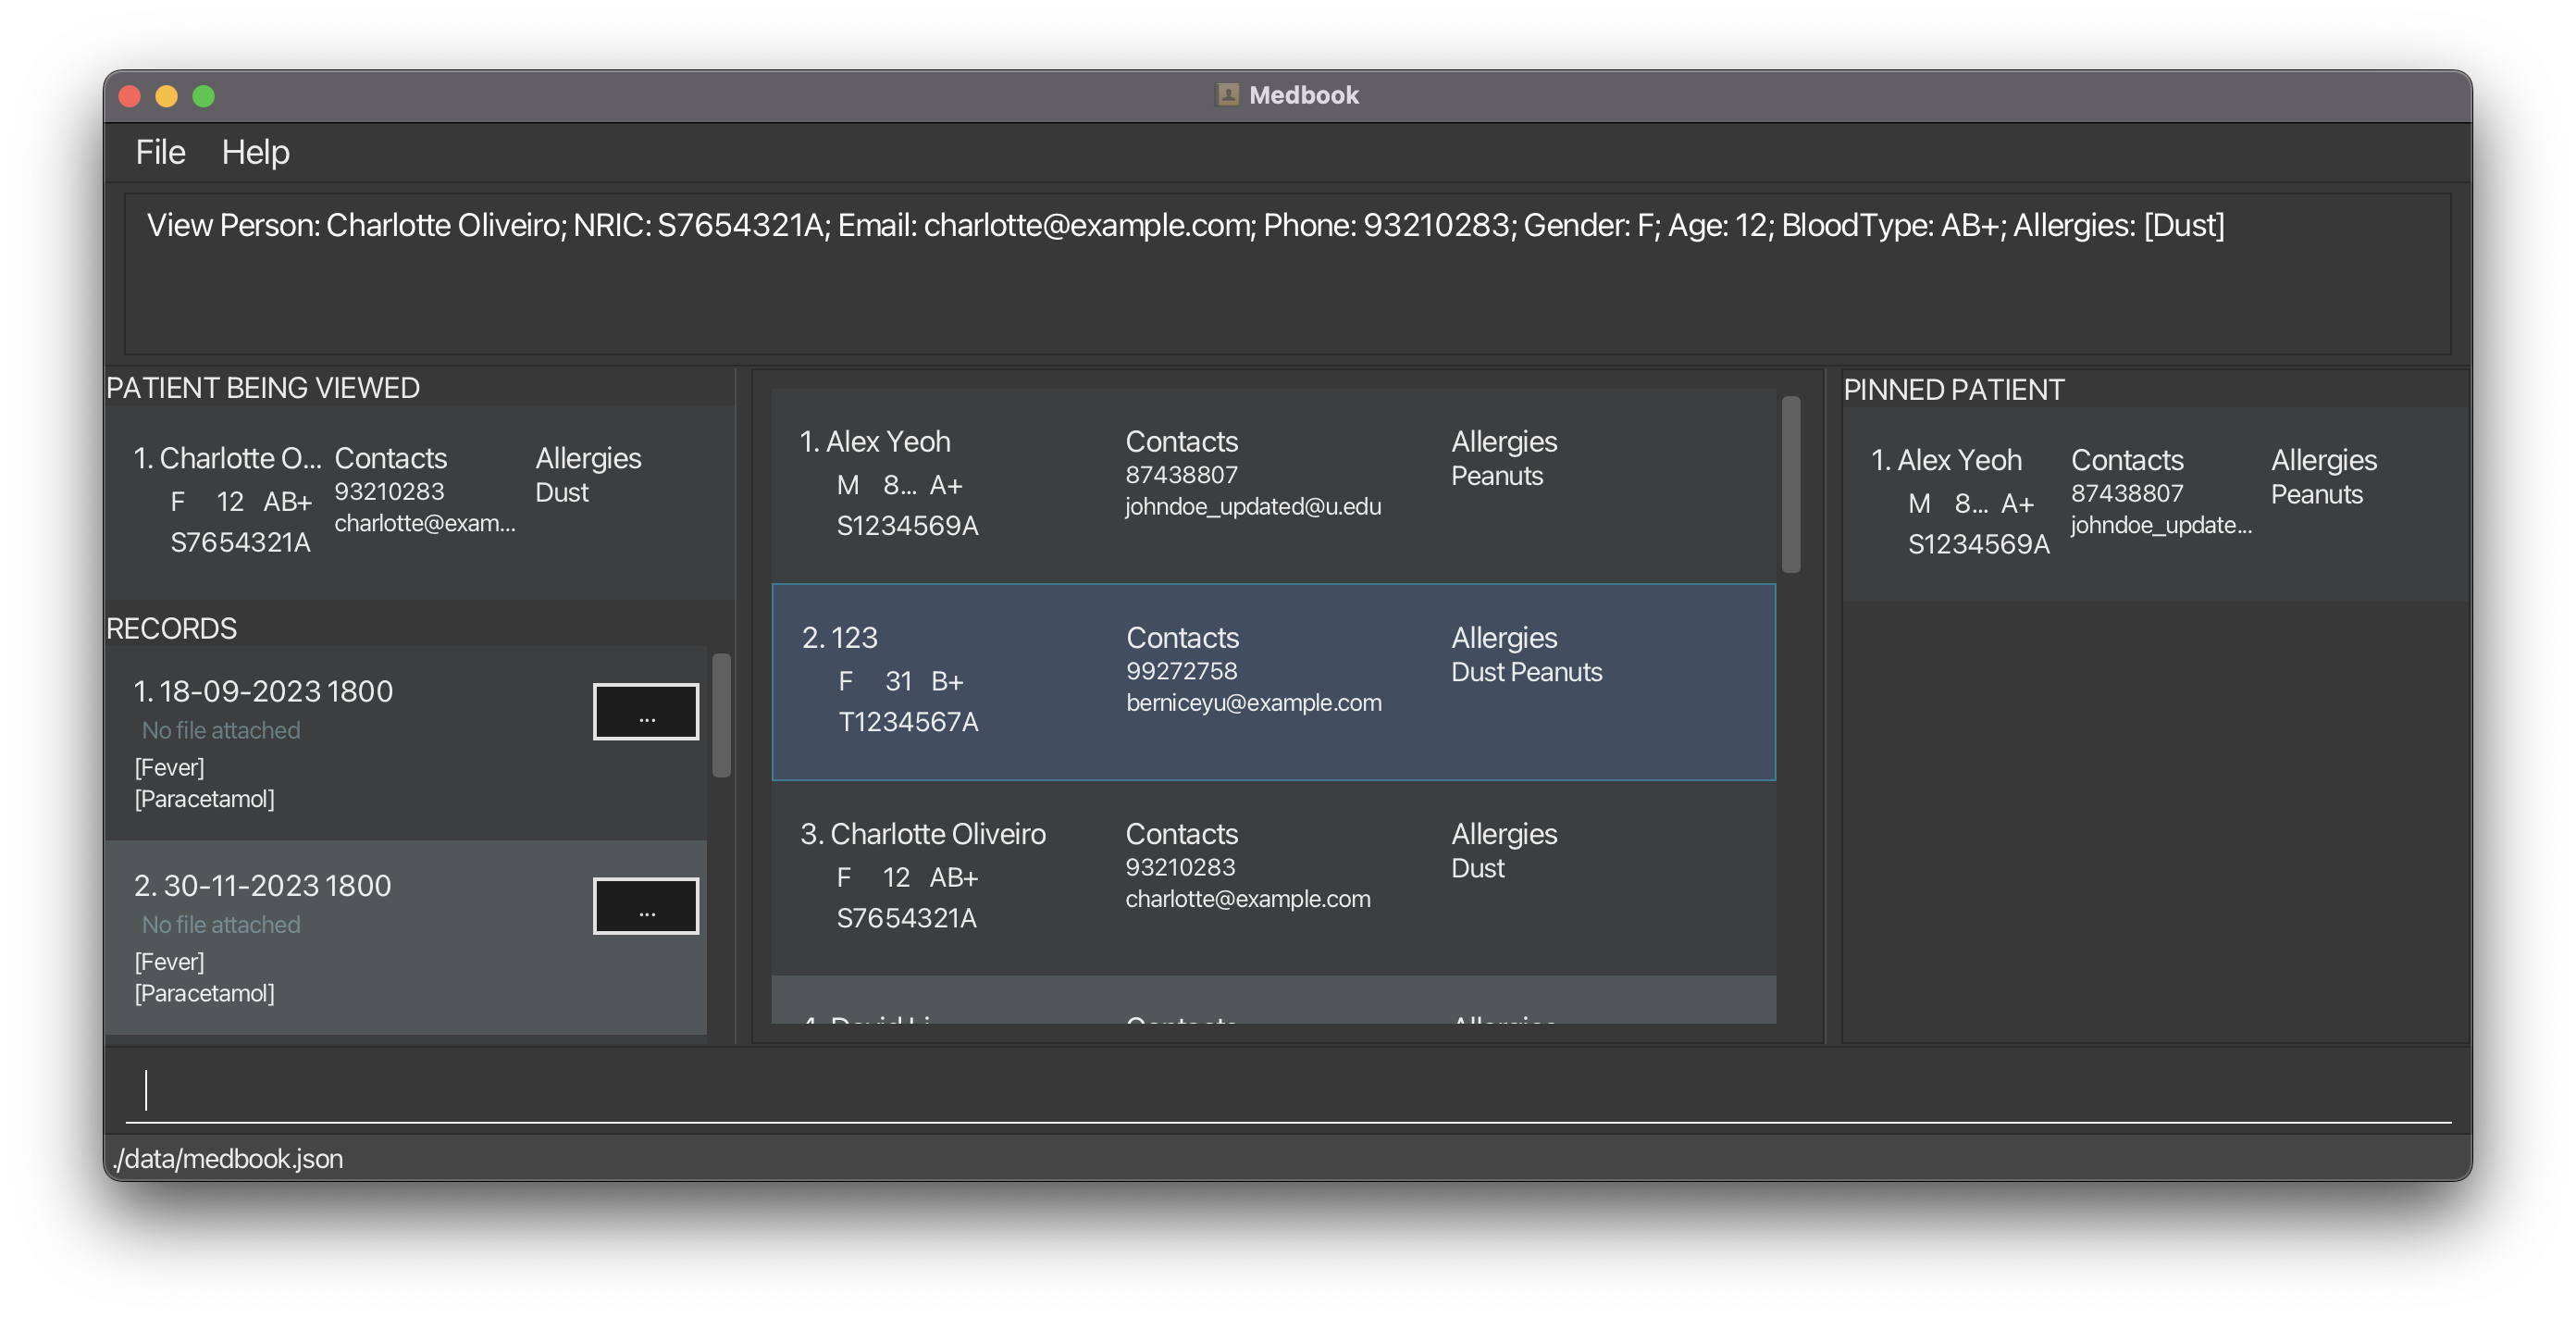 Medbook
File Help
View Person: Charlotte Oliveiro; NRIC: S7654321A; Email: charlotte@example.com; Phone: 93210283; Gender: F; Age: 12; BloodType: AB+; Allergies: [Dust]
PATIENT BEING VIEWED
1. Charlotte O... Contacts Allergies
F 12 AB+ 93210283 Dust
charlotte@exam...
S7654321A
RECORDS
1. 18-09-2023 1800
...
No file attached
[Fever]
[Paracetamol]
2. 30-11-2023 1800
...
No file attached
[Fever]
[Paracetamol]
1. Alex Yeoh Contacts Allergies
87438807 Peanuts
M 8... A+
johndoe_updated@u.edu
S1234569A
2. 123 Contacts Allergies
99272758 Dust Peanuts
F 31 B+
berniceyu@example.com
T1234567A
3. Charlotte Oliveiro Contacts Allergies
93210283 Dust
F 12 AB+
charlotte@example.com
S7654321A
PINNED PATIENT
1. Alex Yeoh Contacts Allergies
87438807 Peanuts
M 8... A+
johndoe_update...
S1234569A
./data/medbook.json